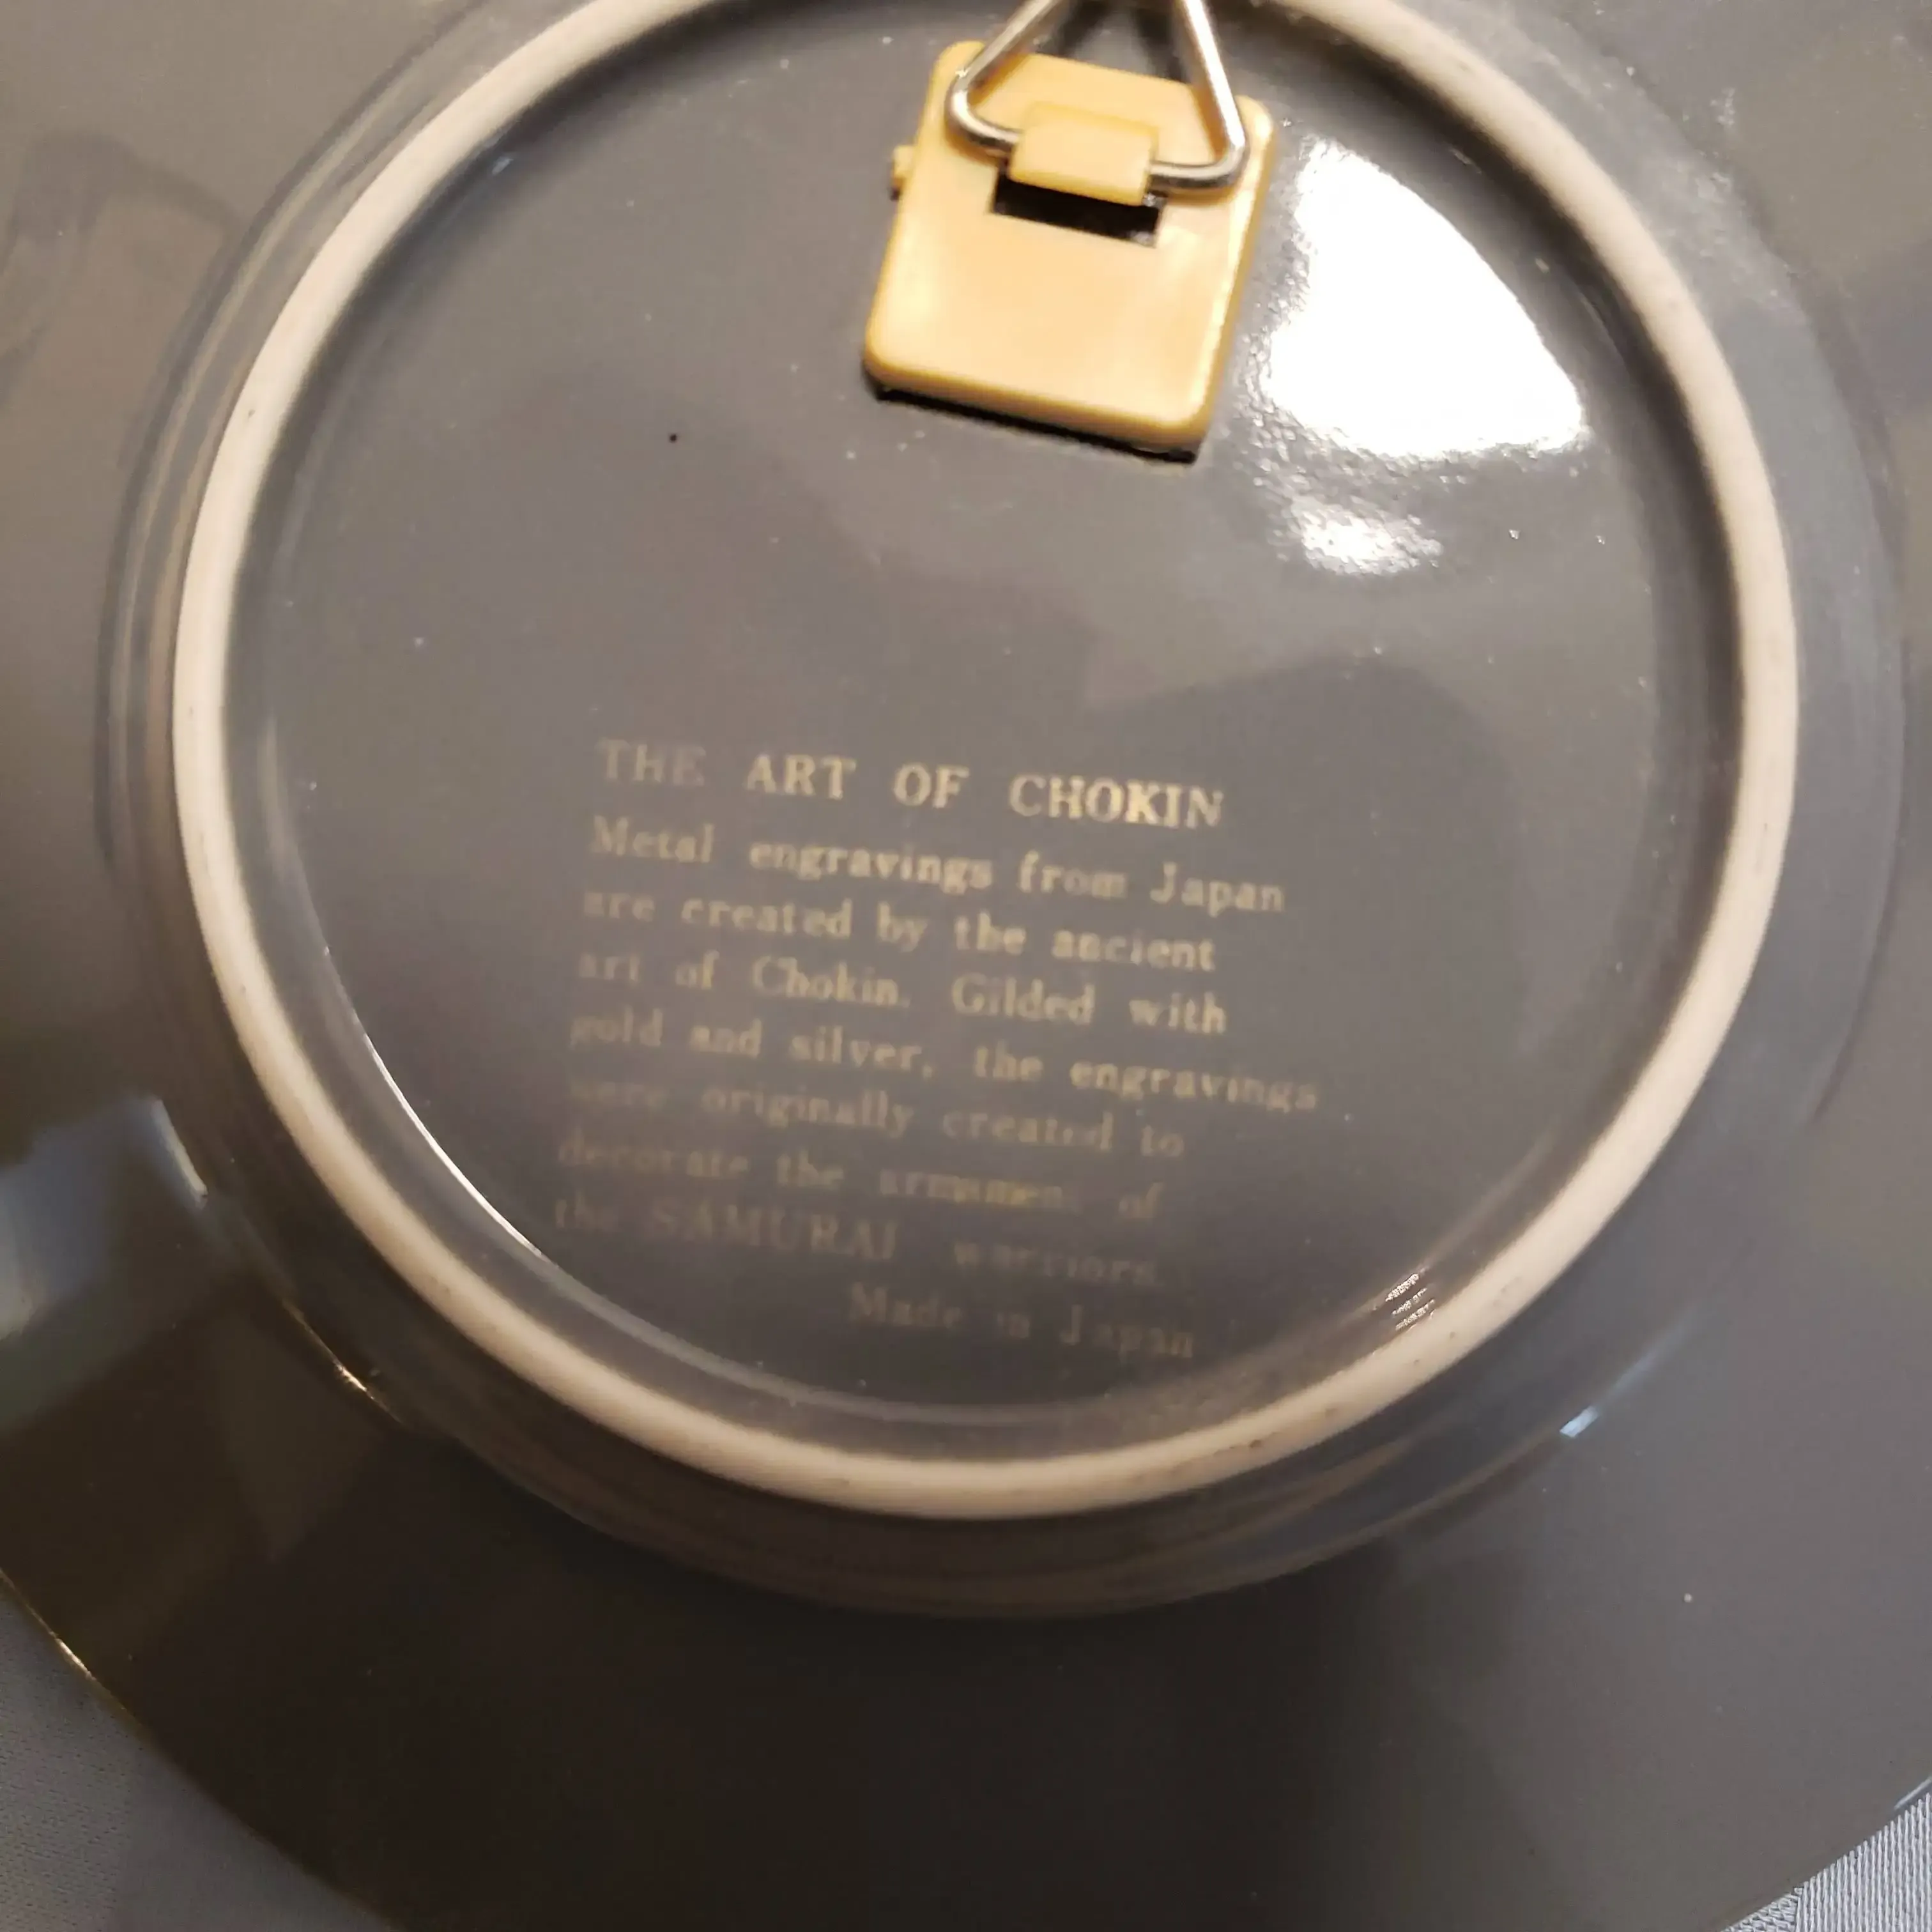 THE ART OF CHOKIN
Metal engravings from Japan
are created by the ancient
art of Chokin. Gilded with
gold and silver, the engravings
were originally created to
decorate the armament of
the SAMURAI warriors.
Made in Japan